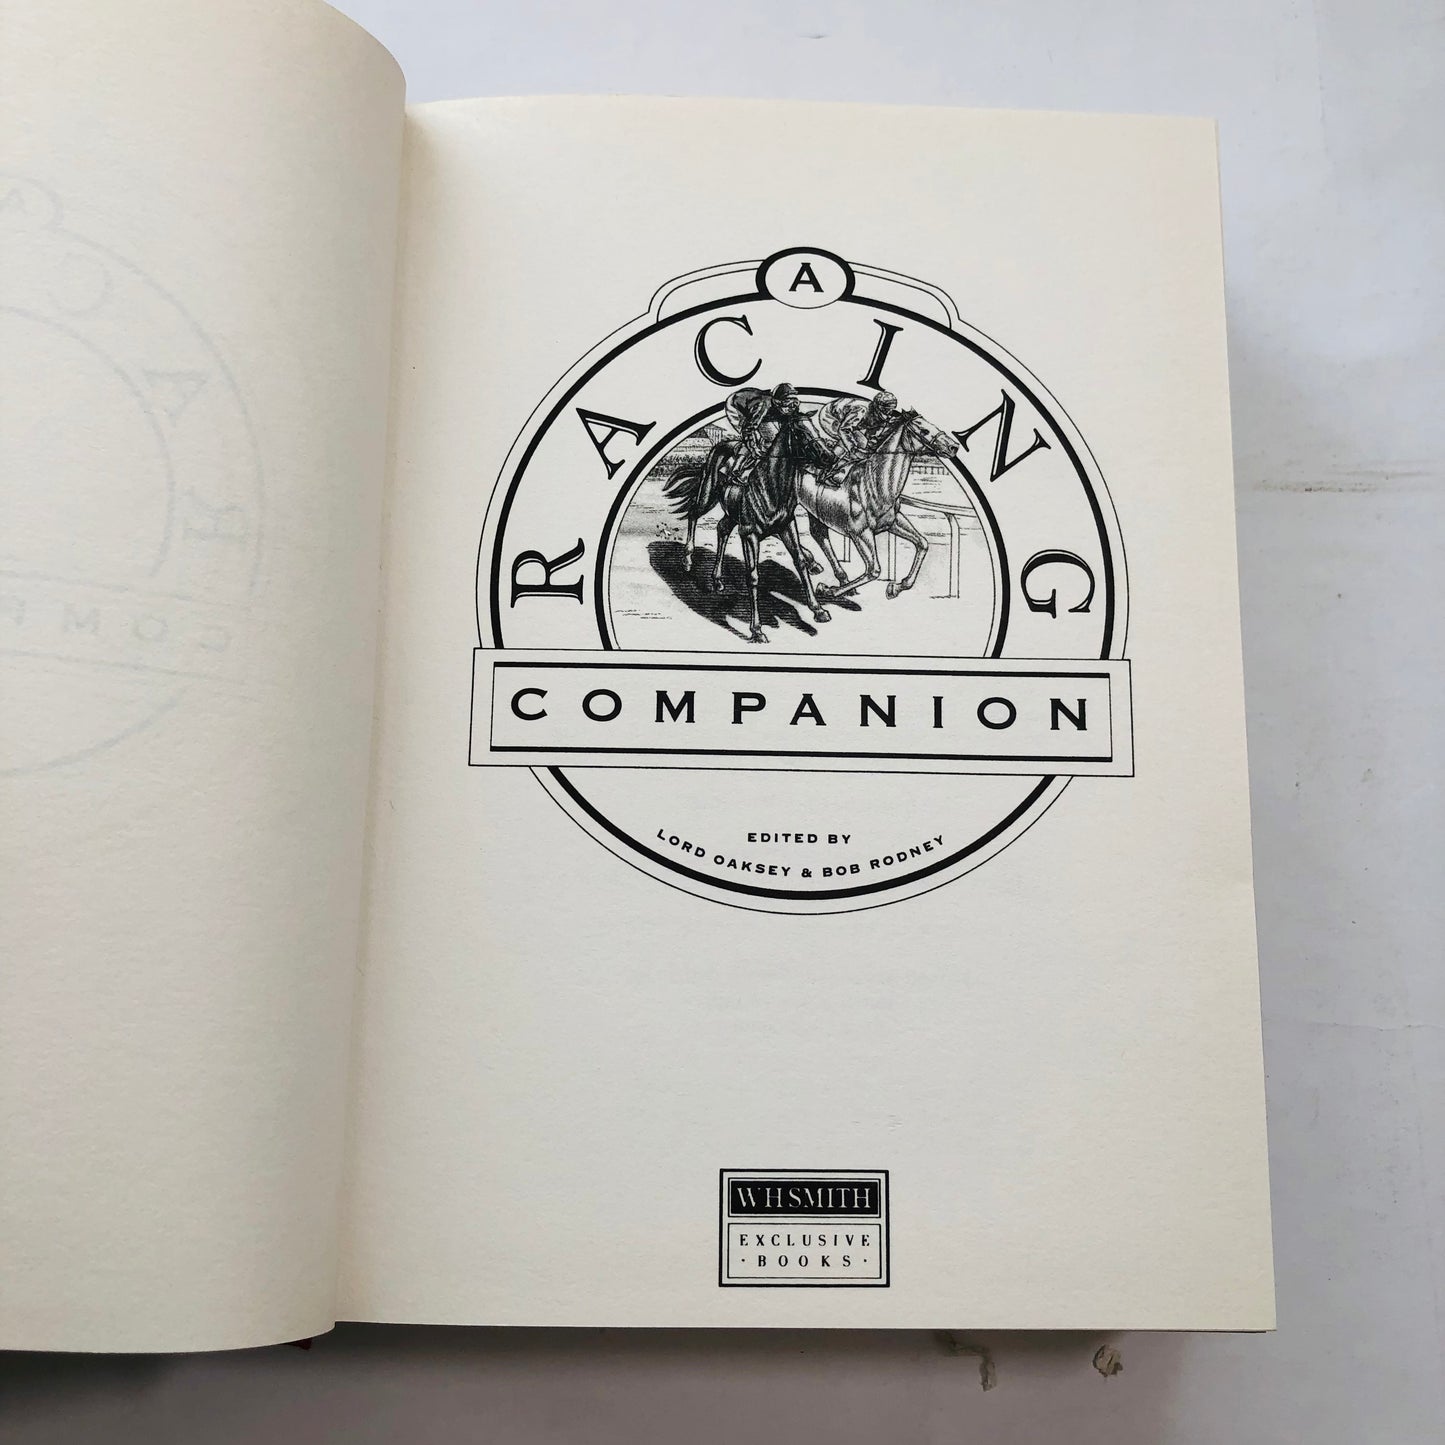 A
RACING
COMPANION
EDITED BY
LORD OAKSEY & BOB RODNEY
WHSMITH
EXCLUSIVE
· BOOKS ·